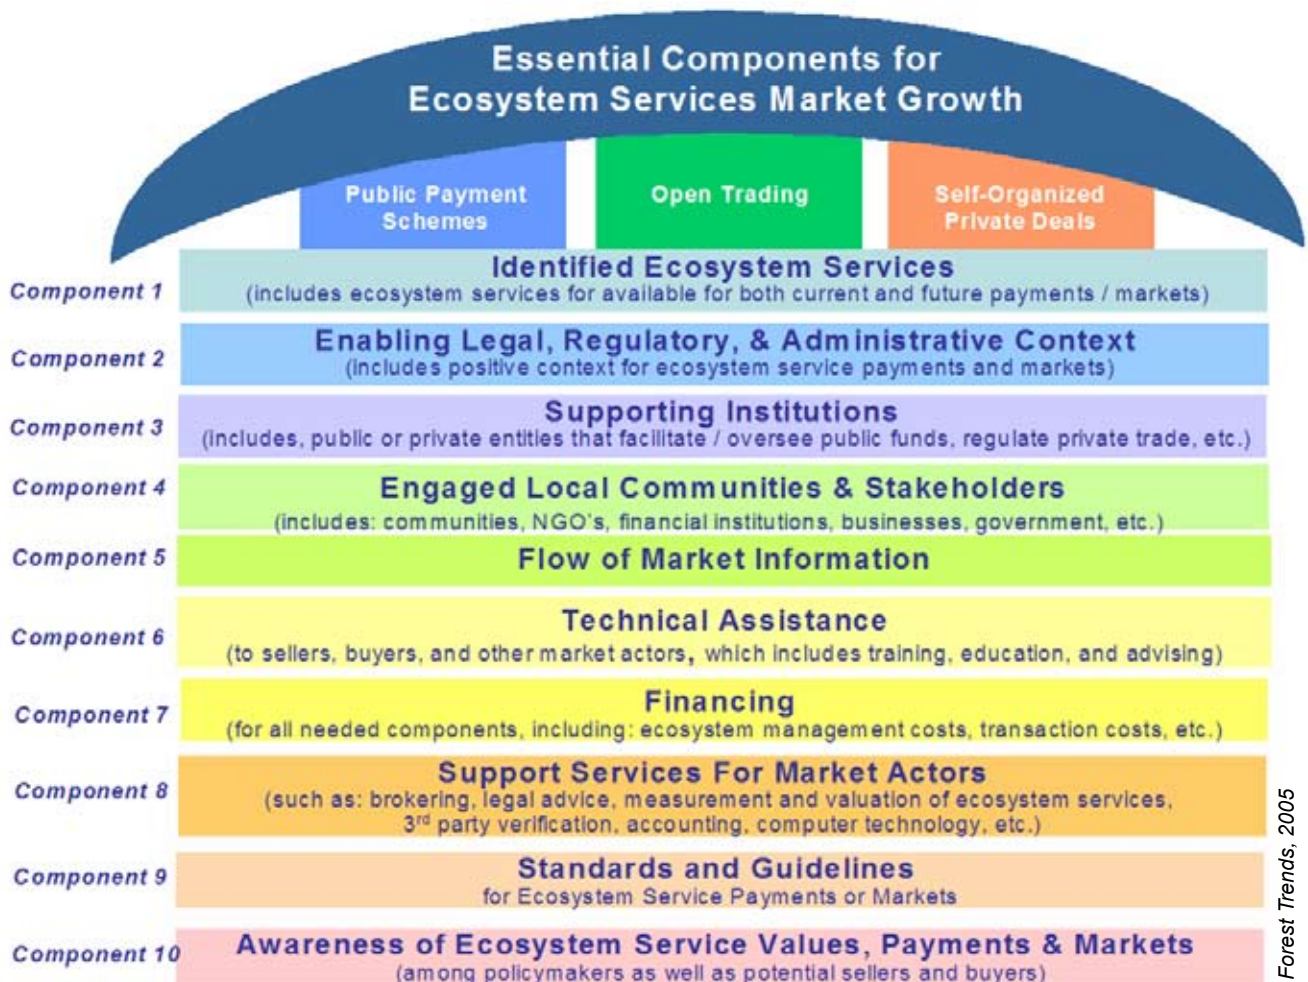 Essential Components for
Ecosystem Services Market Growth
Public Payment
Schemes
Open Trading
Self-Organized
Private Deals
Component 1
Identified Ecosystem Services
(includes ecosystem services for available for both current and future payments / markets)
Component 2
Enabling Legal, Regulatory, & Administrative Context
(includes positive context for ecosystem service payments and markets)
Component 3
Supporting Institutions
(includes, public or private entities that facilitate / oversee public funds, regulate private trade, etc.)
Component 4
Engaged Local Communities & Stakeholders
(includes: communities, NGO's, financial institutions, businesses, government, etc.)
Component 5
Flow of Market Information
Component 6
Technical Assistance
(to sellers, buyers, and other market actors, which includes training, education, and advising)
Component 7
Financing
(for all needed components, including: ecosystem management costs, transaction costs, etc.)
Component 8
Support Services For Market Actors
(such as: brokering, legal advice, measurement and valuation of ecosystem services,
3rd party verification, accounting, computer technology, etc.)
Component 9
Standards and Guidelines
for Ecosystem Service Payments or Markets
Component 10
Awareness of Ecosystem Service Values, Payments & Markets
(among policymakers as well as potential sellers and buyers)
Forest Trends, 2005